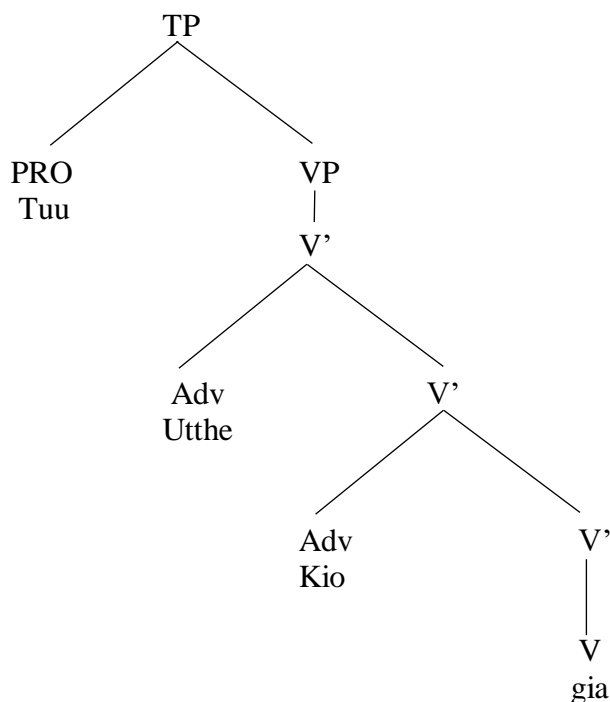 TP
PRO VP
Tuu
V’
Adv V’
Utthe
Adv V’
Kio
V
gia